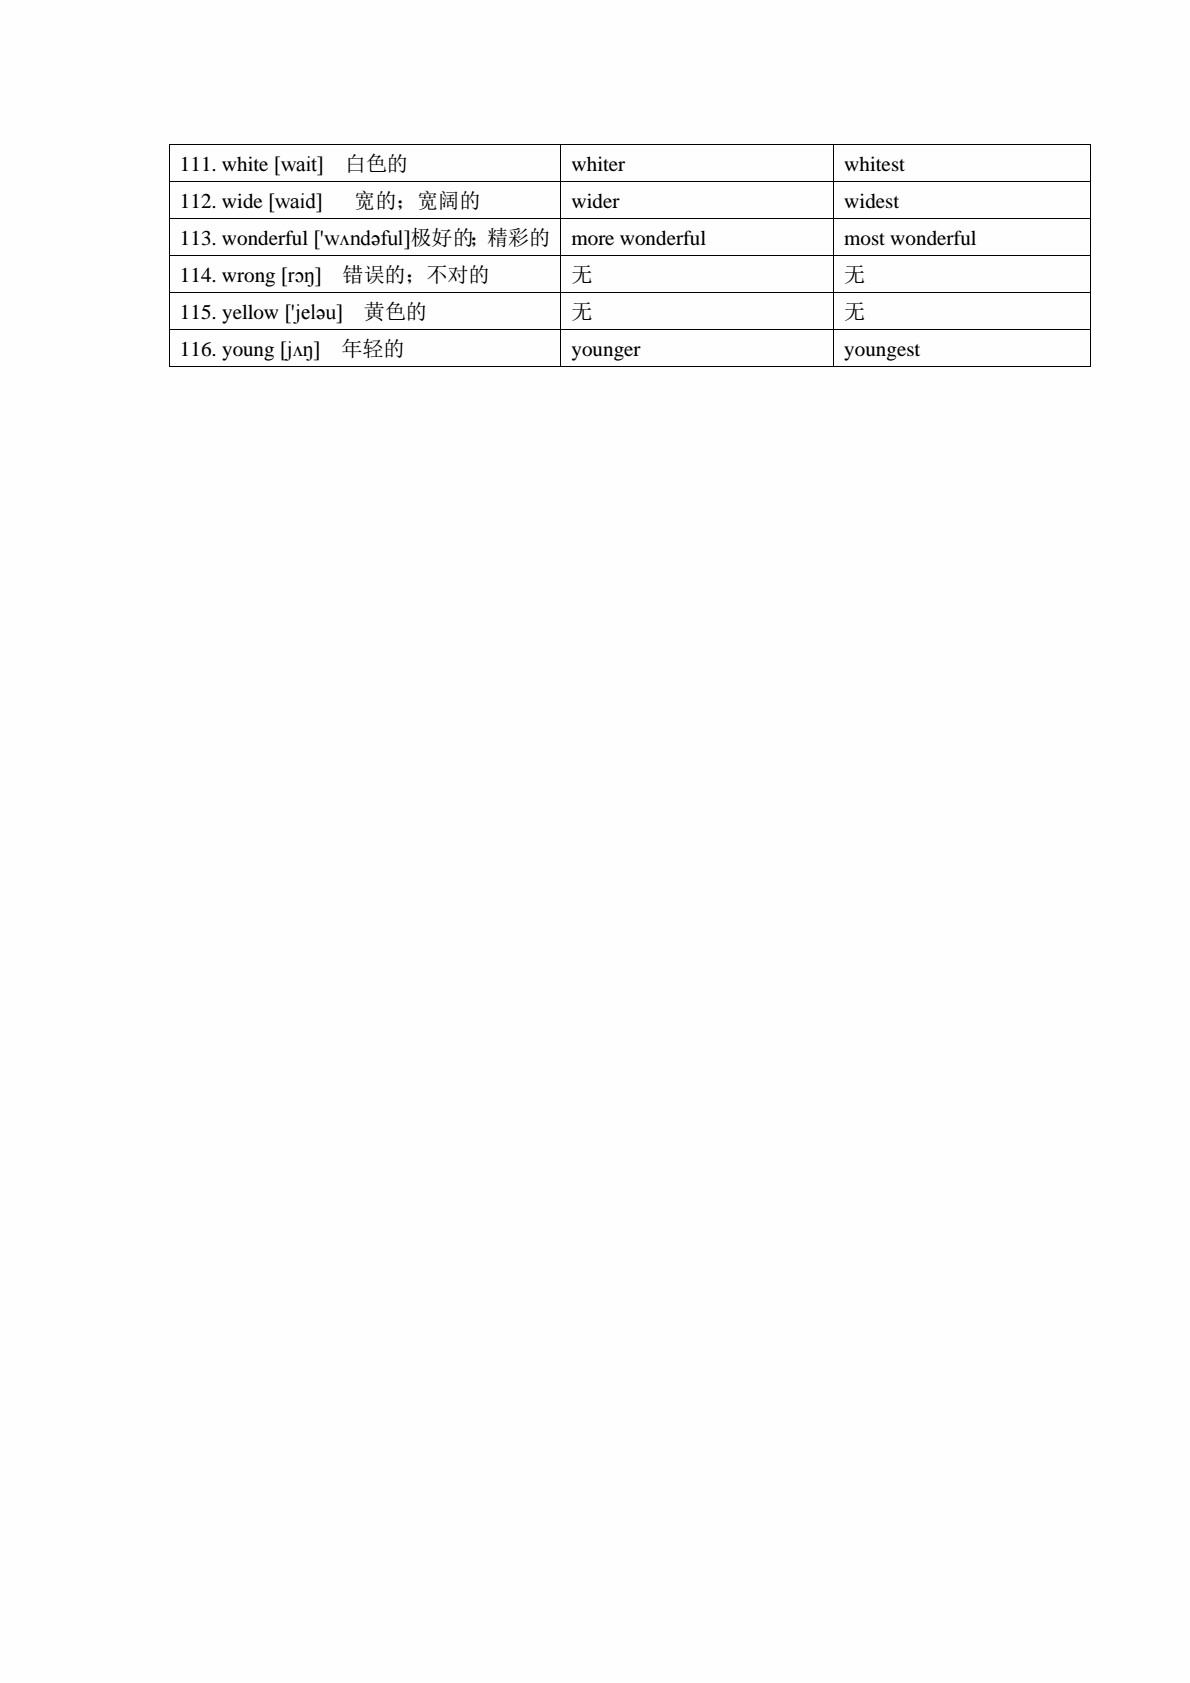 111. white [wait] 白色的 whiter whitest
112. wide [waid] 宽的；宽阔的 wider widest
113. wonderful ['wʌndəful]极好的；精彩的 more wonderful most wonderful
114. wrong [rɔŋ] 错误的；不对的 无 无
115. yellow ['jeləu] 黄色的 无 无
116. young [jʌŋ] 年轻的 younger youngest